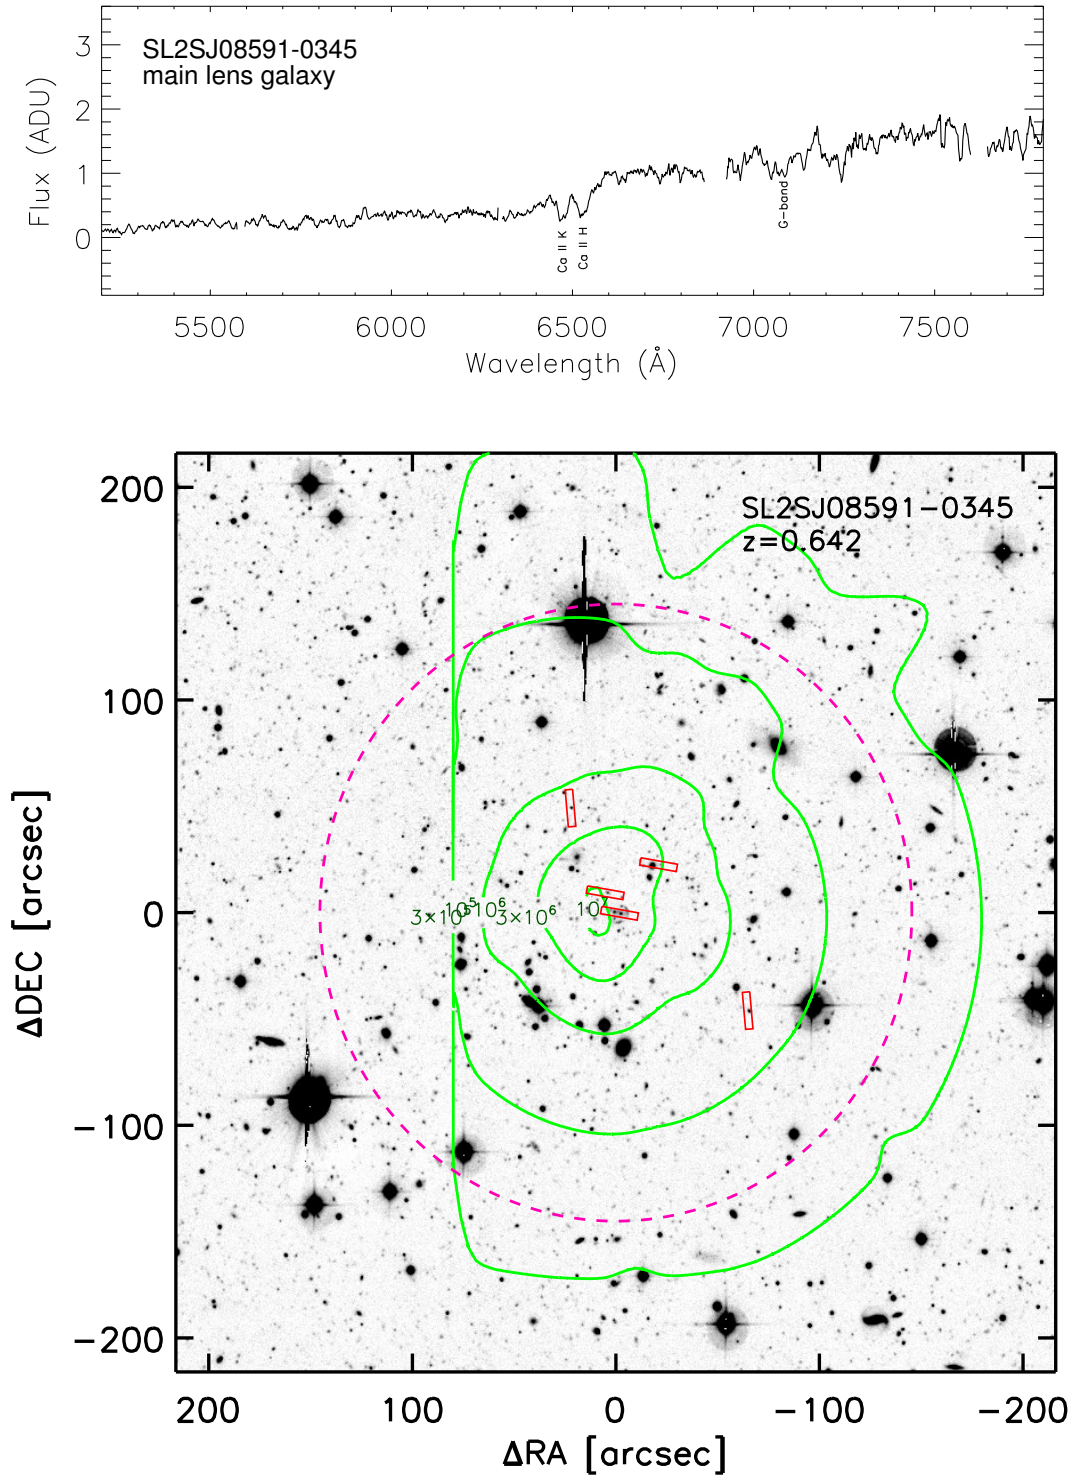 SL2SJ08591-0345
main lens galaxy
3
2
1
0
Flux (ADU)
Ca II K
Ca II H
G-band
5500 6000 6500 7000 7500
Wavelength (Å)
SL2SJ08591-0345
z=0.642
200
100
0
-100
-200
ΔDEC [arcsec]
3×10⁵ 10⁶ 3×10⁶ 10⁷
200 100 0 -100 -200
ΔRA [arcsec]